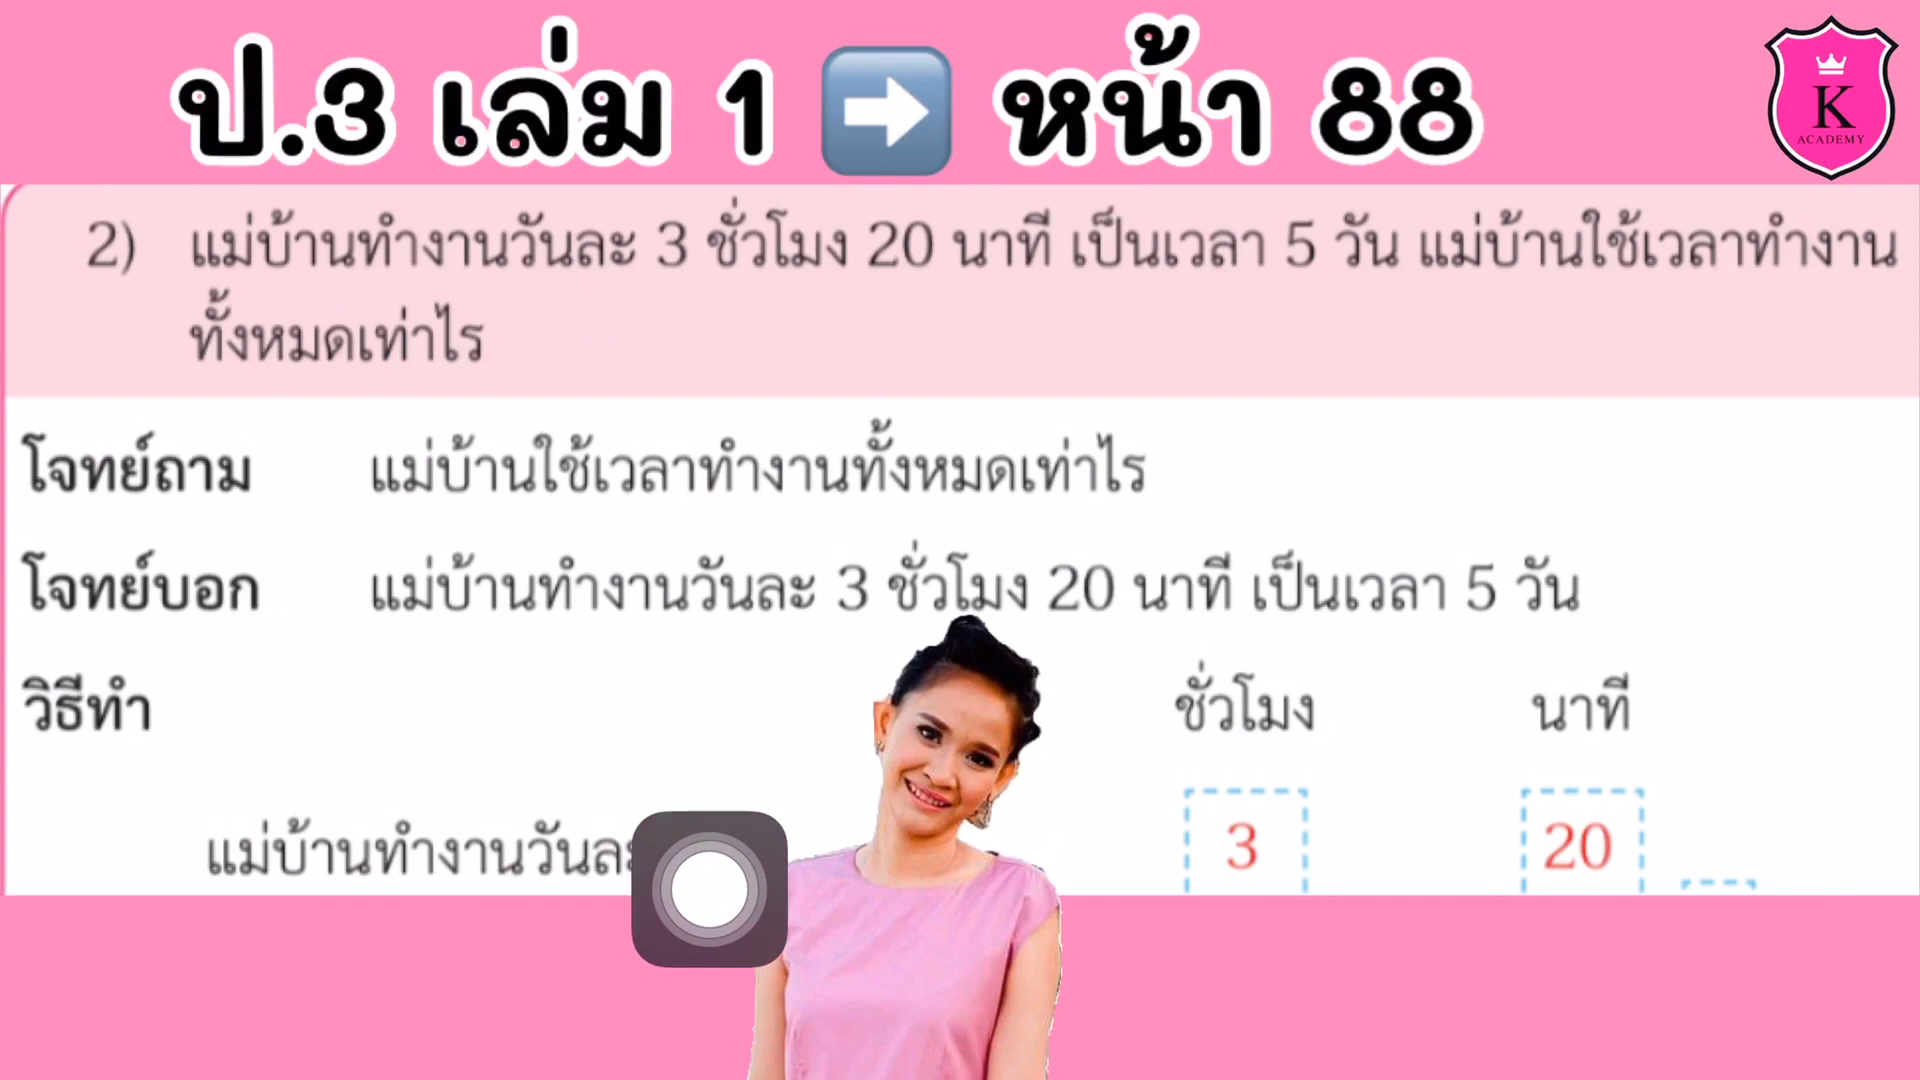 ป.3 เล่ม 1 ➡ หน้า 88
K
ACADEMY
2) แม่บ้านทำงานวันละ 3 ชั่วโมง 20 นาที เป็นเวลา 5 วัน แม่บ้านใช้เวลาทำงาน
ทั้งหมดเท่าไร
โจทย์ถาม แม่บ้านใช้เวลาทำงานทั้งหมดเท่าไร
โจทย์บอก แม่บ้านทำงานวันละ 3 ชั่วโมง 20 นาที เป็นเวลา 5 วัน
วิธีทำ ชั่วโมง นาที
แม่บ้านทำงานวันละ 3 20